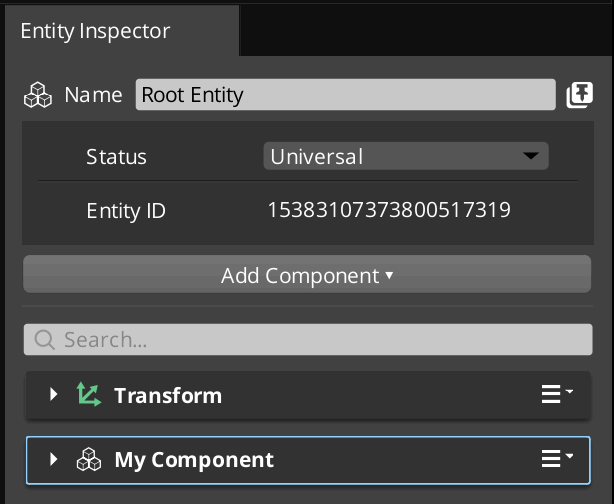 Entity Inspector
Name Root Entity
Status Universal
Entity ID 15383107373800517319
Add Component
Search...
Transform
My Component